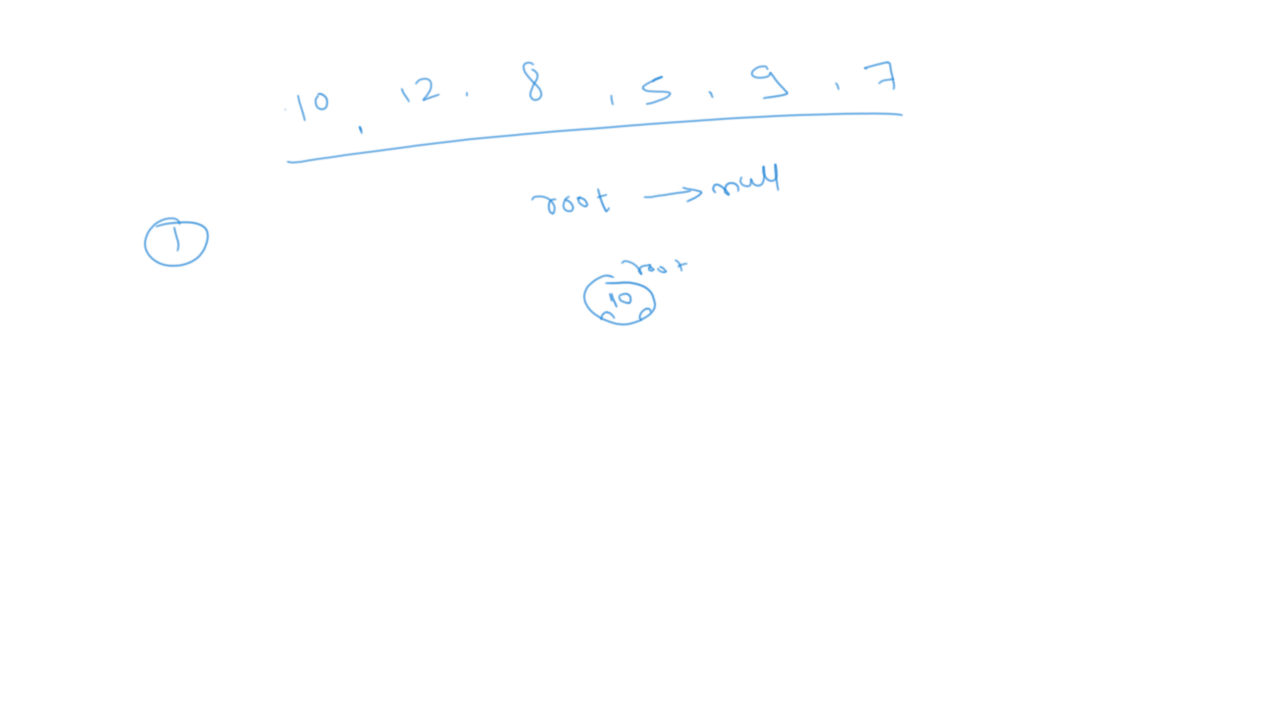 10, 12, 8, 5, 9, 7
root → null
1
root
10